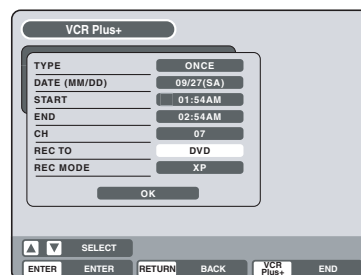 VCR Plus+
TYPE ONCE
DATE (MM/DD) 09/27(SA)
START 01:54AM
END 02:54AM
CH 07
REC TO DVD
REC MODE XP
OK
SELECT
ENTER ENTER RETURN BACK VCR Plus+ END